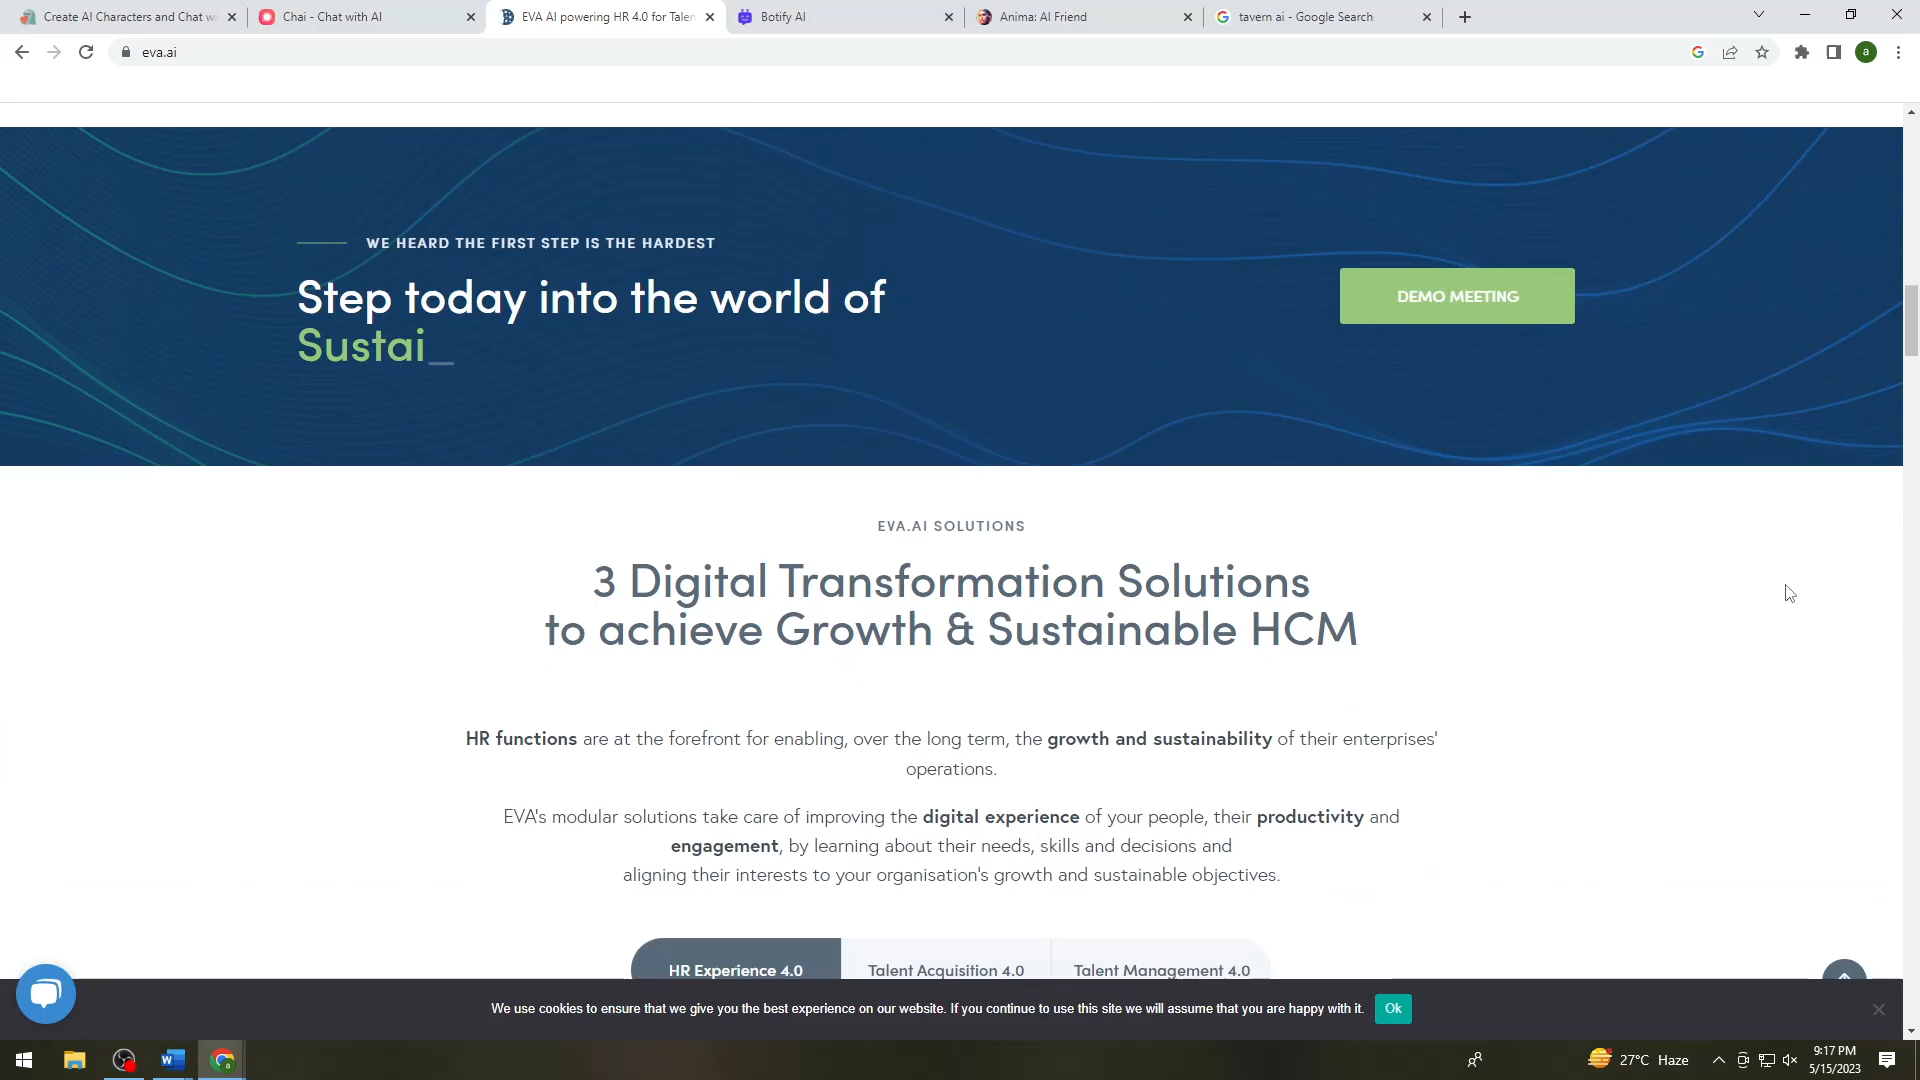 Create AI Characters and Chat w
Chai - Chat with AI
EVA AI powering HR 4.0 for Talen
Botify AI
Anima: AI Friend
tavern ai - Google Search
eva.ai
a
WE HEARD THE FIRST STEP IS THE HARDEST
Step today into the world of
Sustai_
DEMO MEETING
EVA.AI SOLUTIONS
3 Digital Transformation Solutions
to achieve Growth & Sustainable HCM
HR functions are at the forefront for enabling, over the long term, the growth and sustainability of their enterprises'
operations.
EVA's modular solutions take care of improving the digital experience of your people, their productivity and
engagement, by learning about their needs, skills and decisions and
aligning their interests to your organisation's growth and sustainable objectives.
HR Experience 4.0
Talent Acquisition 4.0
Talent Management 4.0
We use cookies to ensure that we give you the best experience on our website. If you continue to use this site we will assume that you are happy with it.
Ok
27°C Haze
9:17 PM
5/15/2023